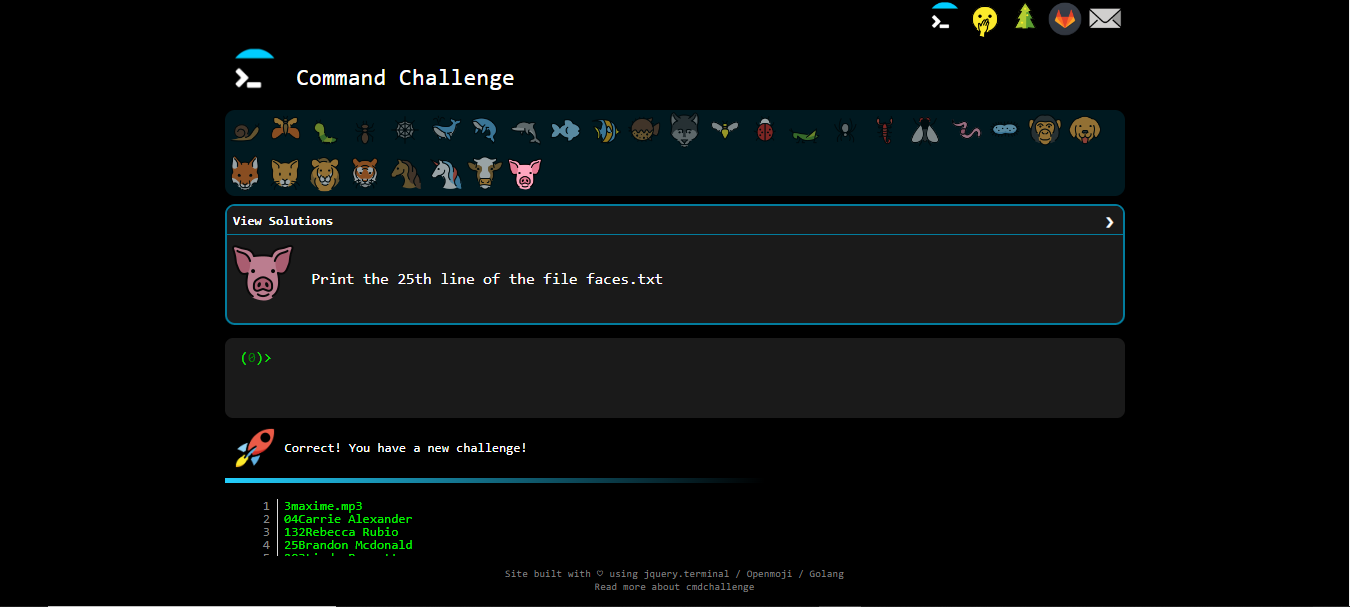 Command Challenge
View Solutions
Print the 25th line of the file faces.txt
(0)>
Correct! You have a new challenge!
1 3maxime.mp3
2 04Carrie Alexander
3 132Rebecca Rubio
4 25Brandon Mcdonald
Site built with ♡ using jquery.terminal / Openmoji / Golang
Read more about cmdchallenge